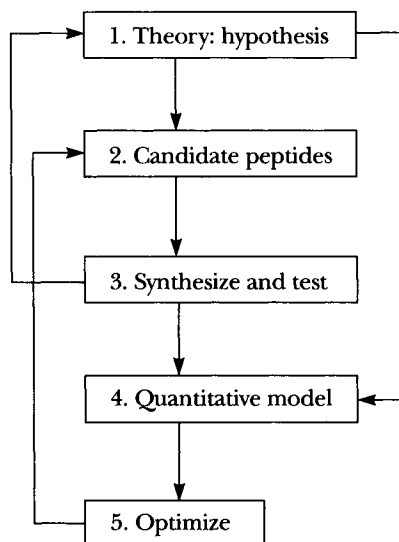 1. Theory: hypothesis
2. Candidate peptides
3. Synthesize and test
4. Quantitative model
5. Optimize